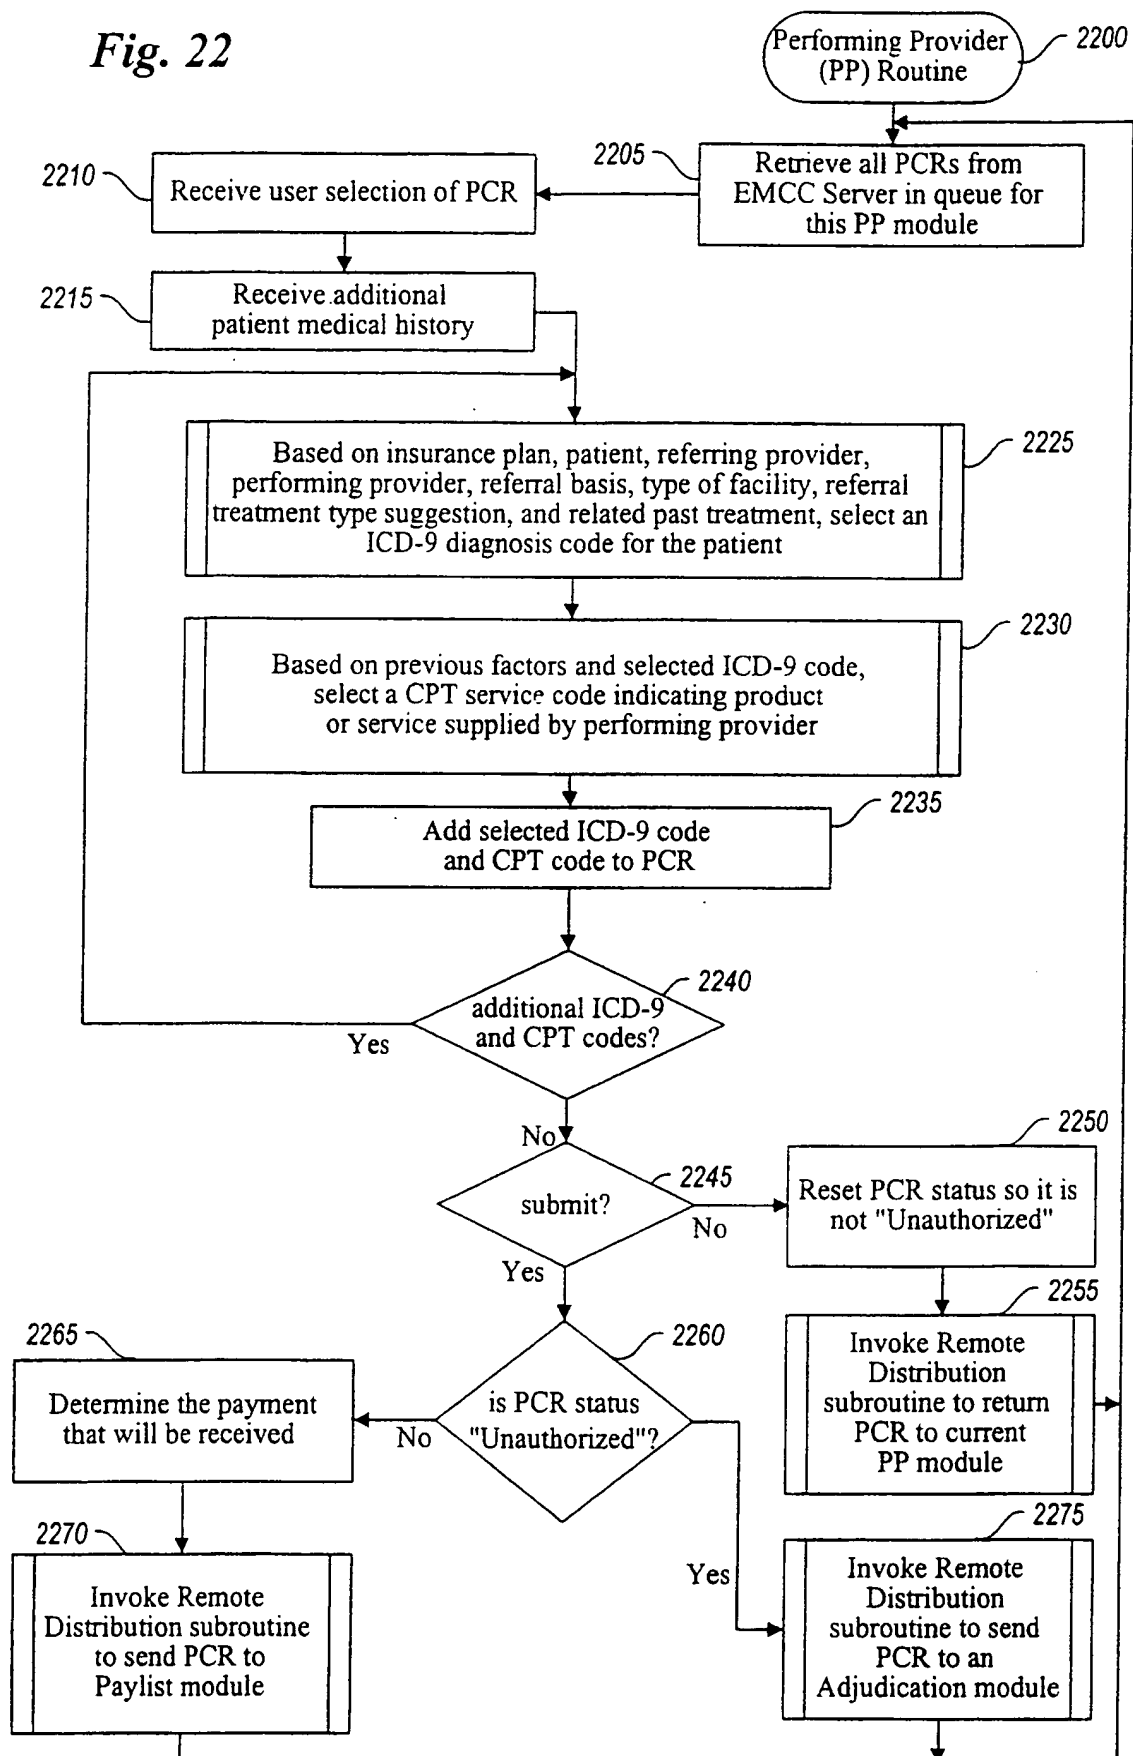 Fig. 22
Performing Provider
(PP) Routine
2200
2205
Retrieve all PCRs from
EMCC Server in queue for
this PP module
2210
Receive user selection of PCR
2215
Receive additional
patient medical history
2225
Based on insurance plan, patient, referring provider,
performing provider, referral basis, type of facility, referral
treatment type suggestion, and related past treatment, select an
ICD-9 diagnosis code for the patient
2230
Based on previous factors and selected ICD-9 code,
select a CPT service code indicating product
or service supplied by performing provider
2235
Add selected ICD-9 code
and CPT code to PCR
2240
additional ICD-9
and CPT codes?
Yes
No
2245
submit?
No
Yes
2250
Reset PCR status so it is
not "Unauthorized"
2255
Invoke Remote
Distribution
subroutine to return
PCR to current
PP module
2260
is PCR status
"Unauthorized"?
No
Yes
2265
Determine the payment
that will be received
2270
Invoke Remote
Distribution subroutine
to send PCR to
Paylist module
2275
Invoke Remote
Distribution
subroutine to send
PCR to an
Adjudication module